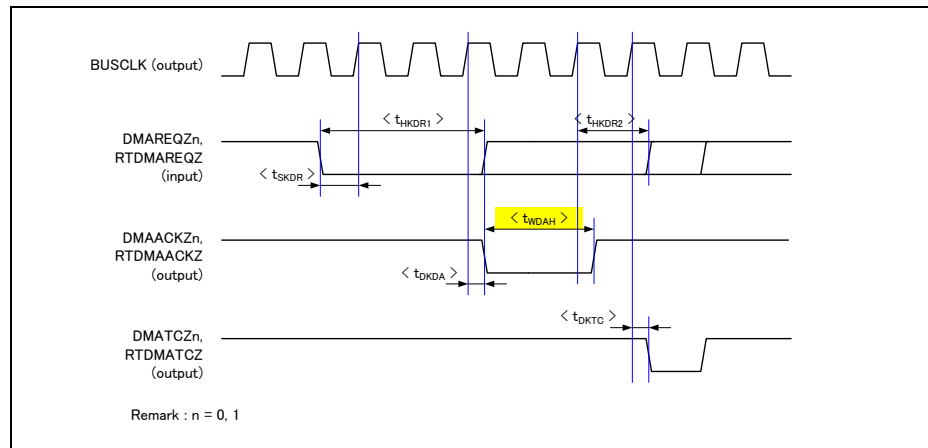 BUSCLK (output)
< tHKDR1 >
< tHKDR2 >
DMAREQZn,
RTDMAREQZ
(input)
< tSKDR >
< tWDAH >
DMAACKZn,
RTDMAACKZ
(output)
< tDKDA >
< tDKTC >
DMATCZn,
RTDMATCZ
(output)
Remark : n = 0, 1